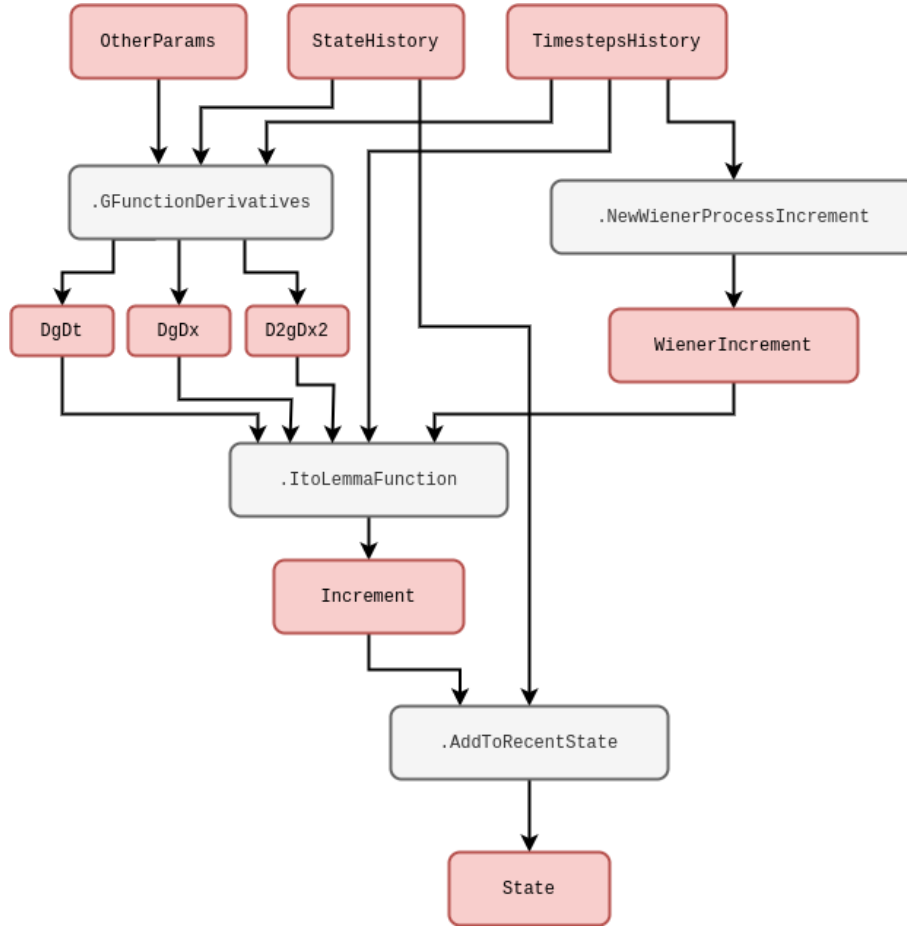 OtherParams
StateHistory
TimestepsHistory
.GFunctionDerivatives
.NewWienerProcessIncrement
DgDt
DgDx
D2gDx2
WienerIncrement
.ItoLemmaFunction
Increment
.AddToRecentState
State